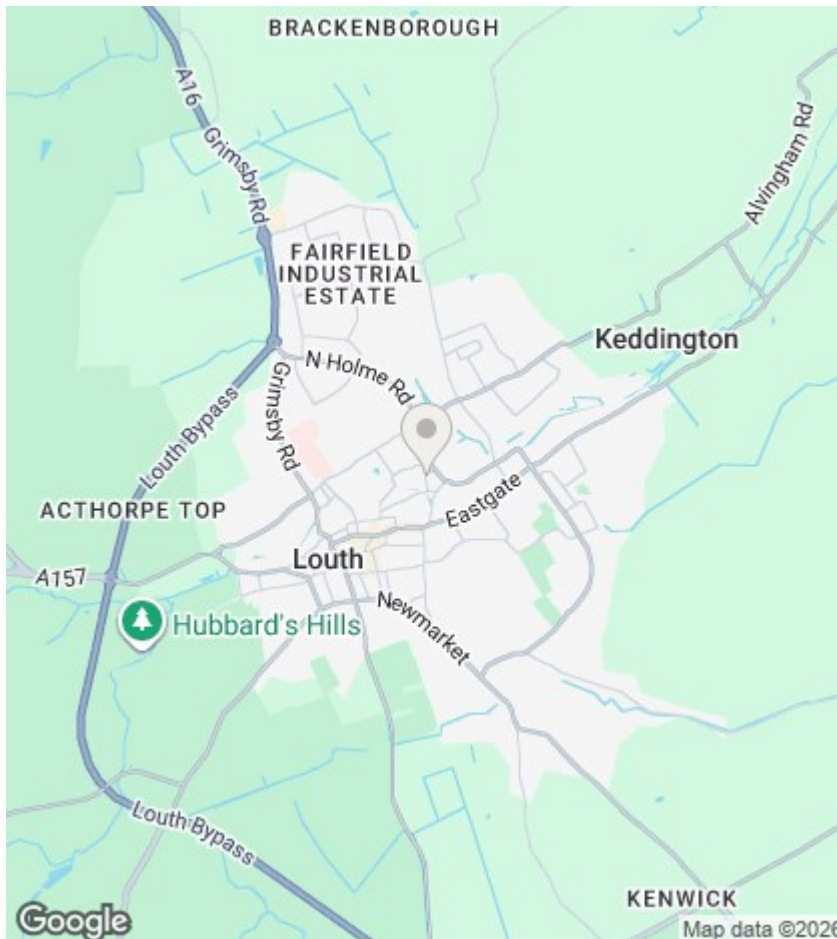 BRACKENBOROUGH
A16
Grimsby Rd
Alvingham Rd
FAIRFIELD
INDUSTRIAL
ESTATE
Keddington
N Holme Rd
Grimsby Rd
Louth Bypass
ACTHORPE TOP
Eastgate
Louth
A157
Newmarket
Hubbard's Hills
Louth Bypass
KENWICK
Google
Map data ©2026